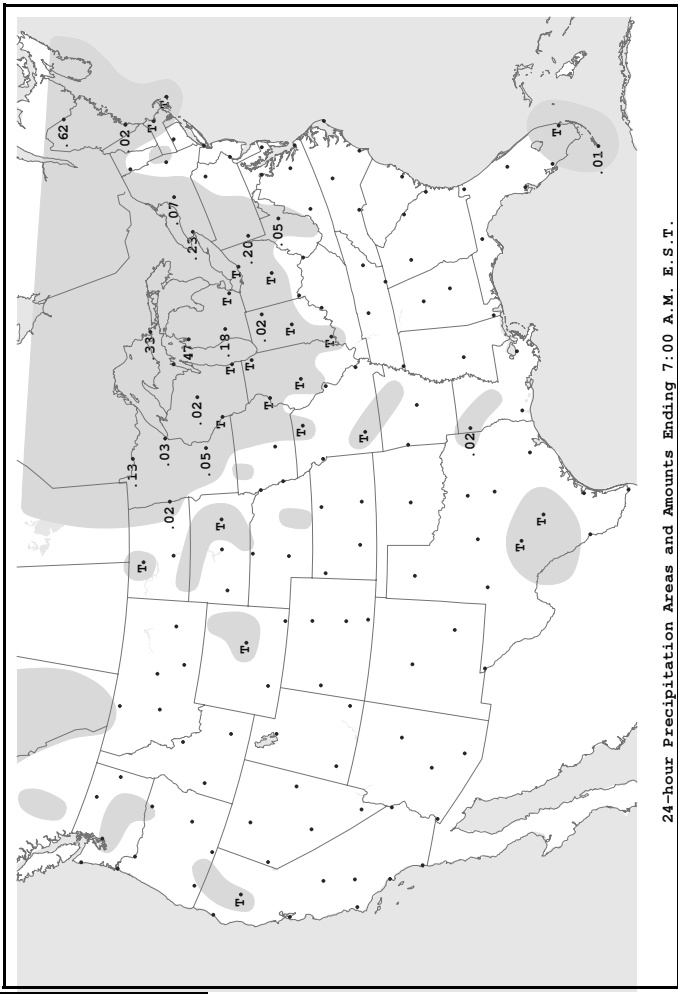 .62
.02
.13
T
.33
T
.03
T
.02
.07
.47
.23
.02
.05
T
T
.18
T
T
T
T
T
.20
T
.02
T
T
.05
T
T
T
T
T
.02
T
T
T
.01
24-hour Precipitation Areas and Amounts Ending 7:00 A.M. E.S.T.